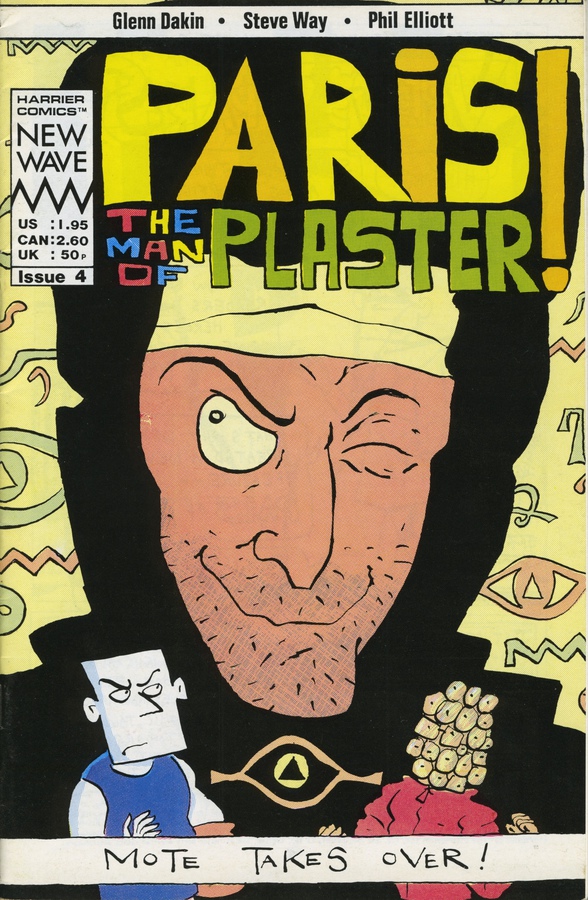 Glenn Dakin • Steve Way • Phil Elliott
PARiS!
HARRIER
COMICS™
NEW
WAVE
US :1.95
CAN:2.60
UK : 50p
Issue 4
THE
MAN
OF
PLASTER!
MOTE TAKES OVER!